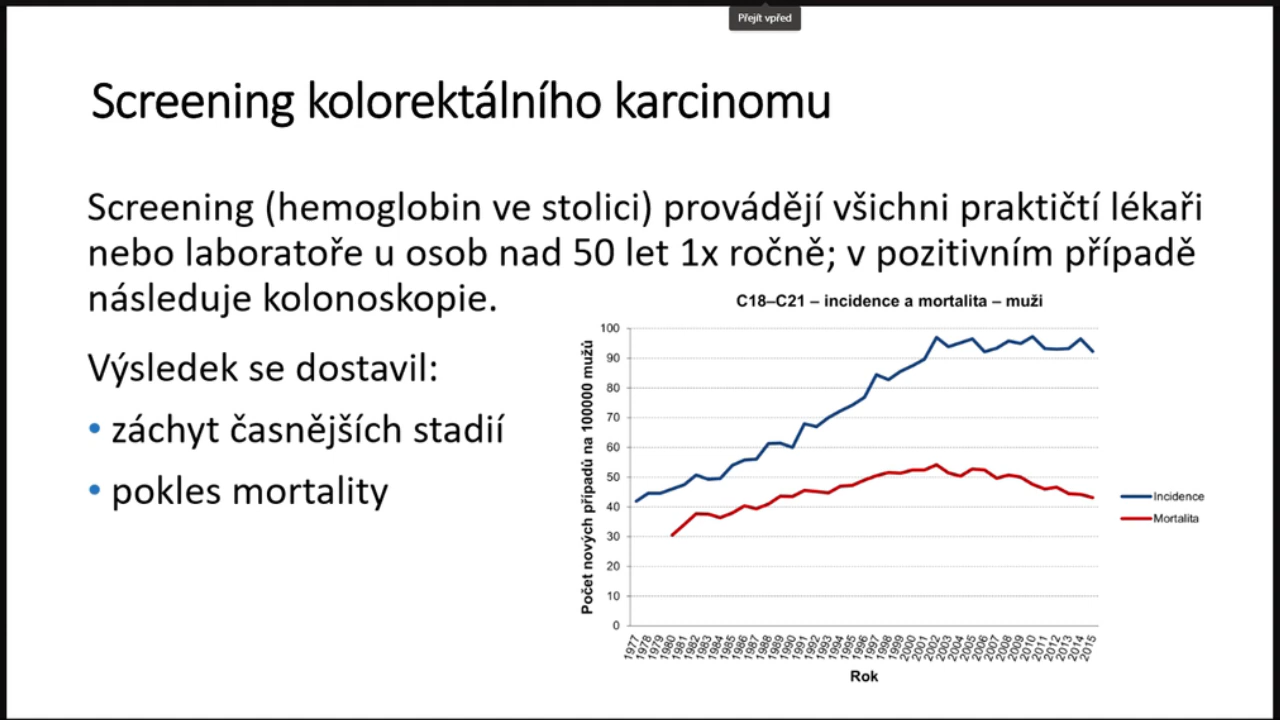 Přejít vpřed
Screening kolorektálního karcinomu
Screening (hemoglobin ve stolici) provádějí všichni praktičtí lékaři
nebo laboratoře u osob nad 50 let 1x ročně; v pozitivním případě
následuje kolonoskopie.
Výsledek se dostavil:
• záchyt časnějších stadií
• pokles mortality
C18–C21 – incidence a mortalita – muži
Počet nových případů na 100000 mužů
100
90
80
70
60
50
40
30
20
10
0
1977 1978 1979 1980 1981 1982 1983 1984 1985 1986 1987 1988 1989 1990 1991 1992 1993 1994 1995 1996 1997 1998 1999 2000 2001 2002 2003 2004 2005 2006 2007 2008 2009 2010 2011 2012 2013 2014 2015
Rok
Incidence
Mortalita